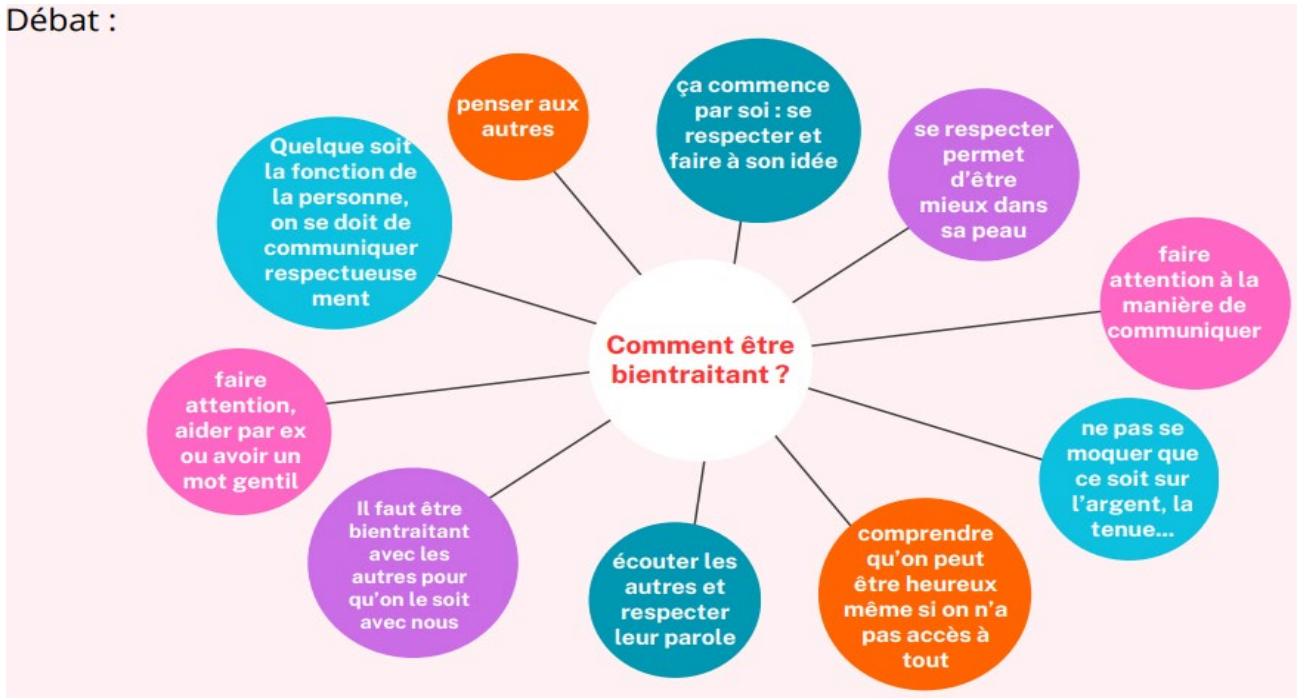 Débat :
penser aux
autres
ça commence
par soi : se
respecter et
faire à son idée
se respecter
permet
d'être
mieux dans
sa peau
Quelque soit
la fonction de
la personne,
on se doit de
communiquer
respectueuse
ment
faire
attention à la
manière de
communiquer
Comment être
bientraitant ?
faire
attention,
aider par ex
ou avoir un
mot gentil
ne pas se
moquer que
ce soit sur
l'argent, la
tenue...
Il faut être
bientraitant
avec les
autres pour
qu'on le soit
avec nous
écouter les
autres et
respecter
leur parole
comprendre
qu'on peut
être heureux
même si on n'a
pas accès à
tout